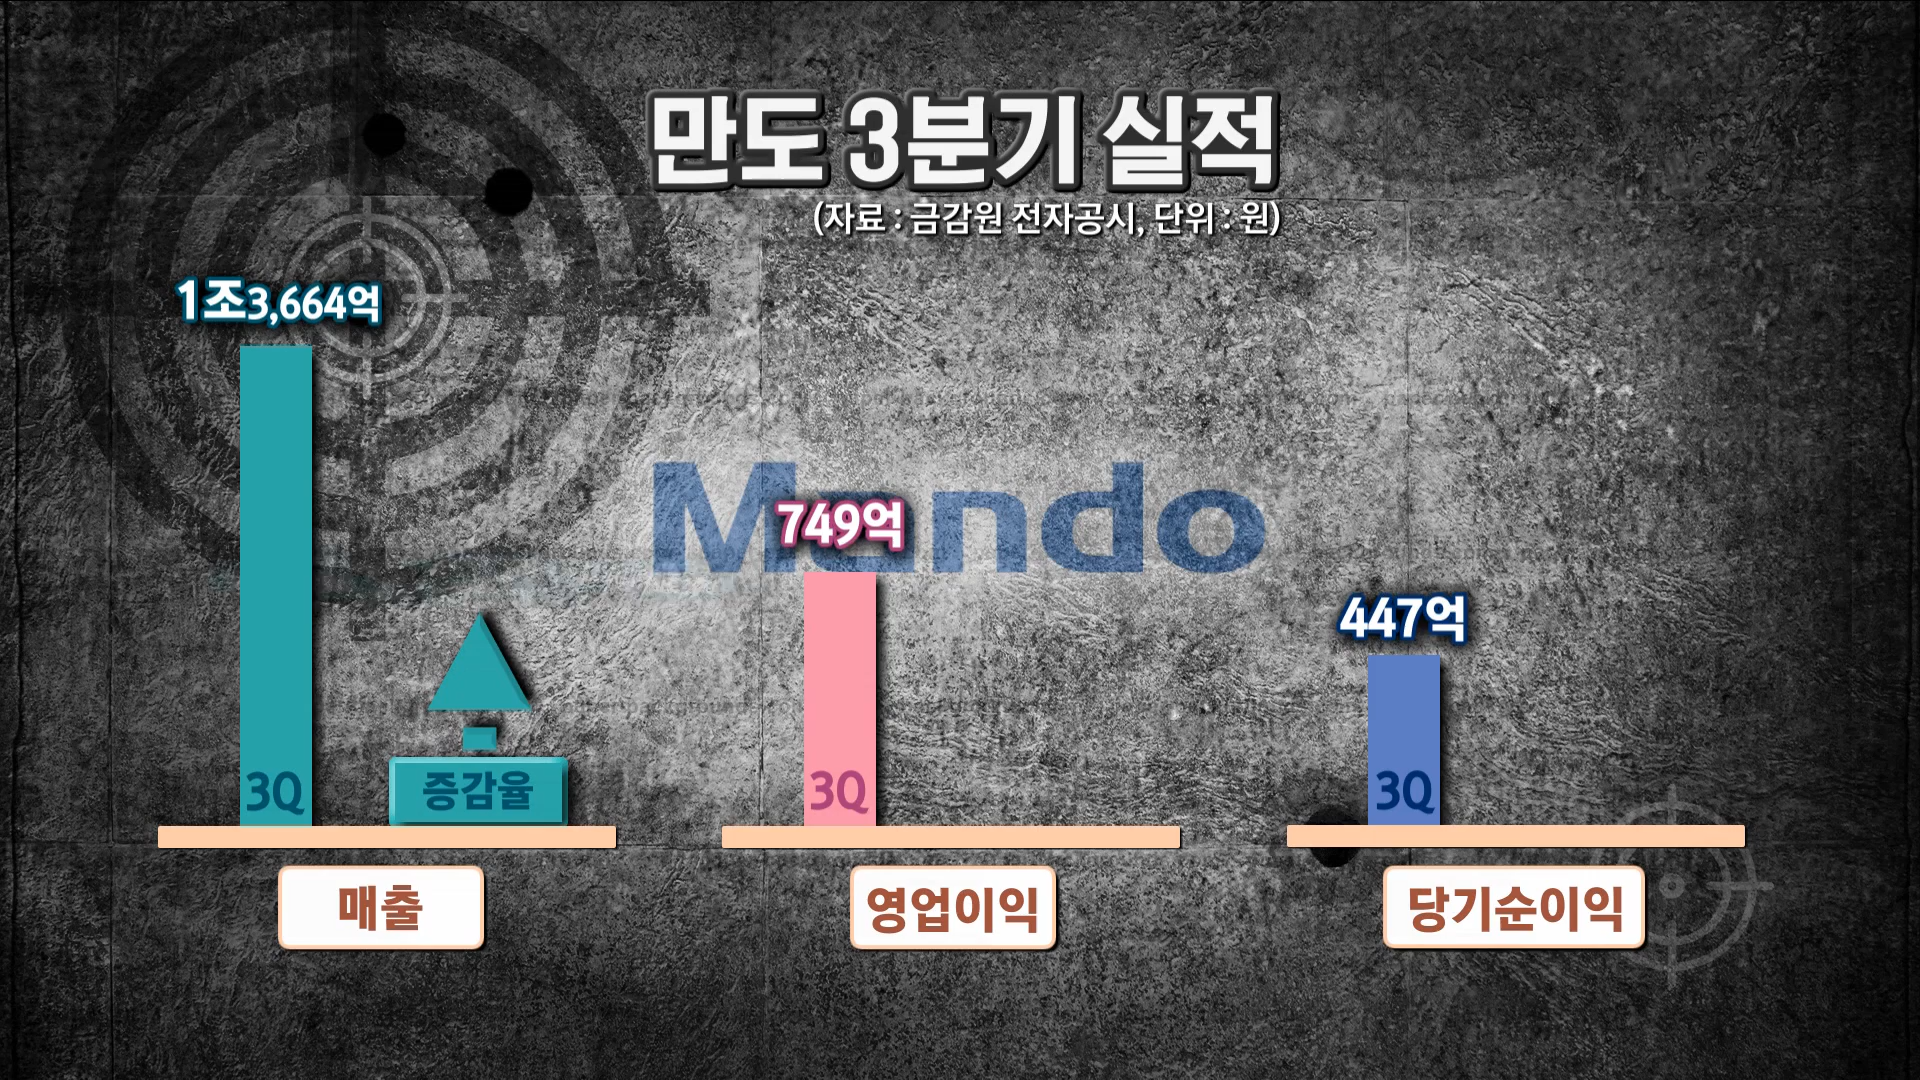 만도 3분기 실적
(자료 : 금감원 전자공시, 단위 : 원)
1조3,664억
Mando
749억
447억
3Q
증감율
3Q
3Q
매출
영업이익
당기순이익